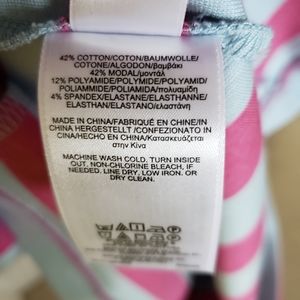 42% COTTON/COTON/BAUMWOLLE/
COTONE/ALGODON/βαμβάκι
42% MODAL/μοντάλ
12% POLYAMIDE/POLYMIDE/POLYAMID/
POLIAMMIDE/POLIAMIDA/πολυαμίδη
4% SPANDEX/ELASTANE/ELASTHANNE/
ELASTHAN/ELASTANO/ελαστάνη
MADE IN CHINA/FABRIQUÉ EN CHINE/IN
CHINA HERGESTELLT /CONFEZIONATO IN
CINA/HECHO EN CHINA/Κατασκευάζεται
στην Κίνα
MACHINE WASH COLD. TURN INSIDE
OUT. NON-CHLORINE BLEACH, IF
NEEDED. LINE DRY. LOW IRON. OR
DRY CLEAN.